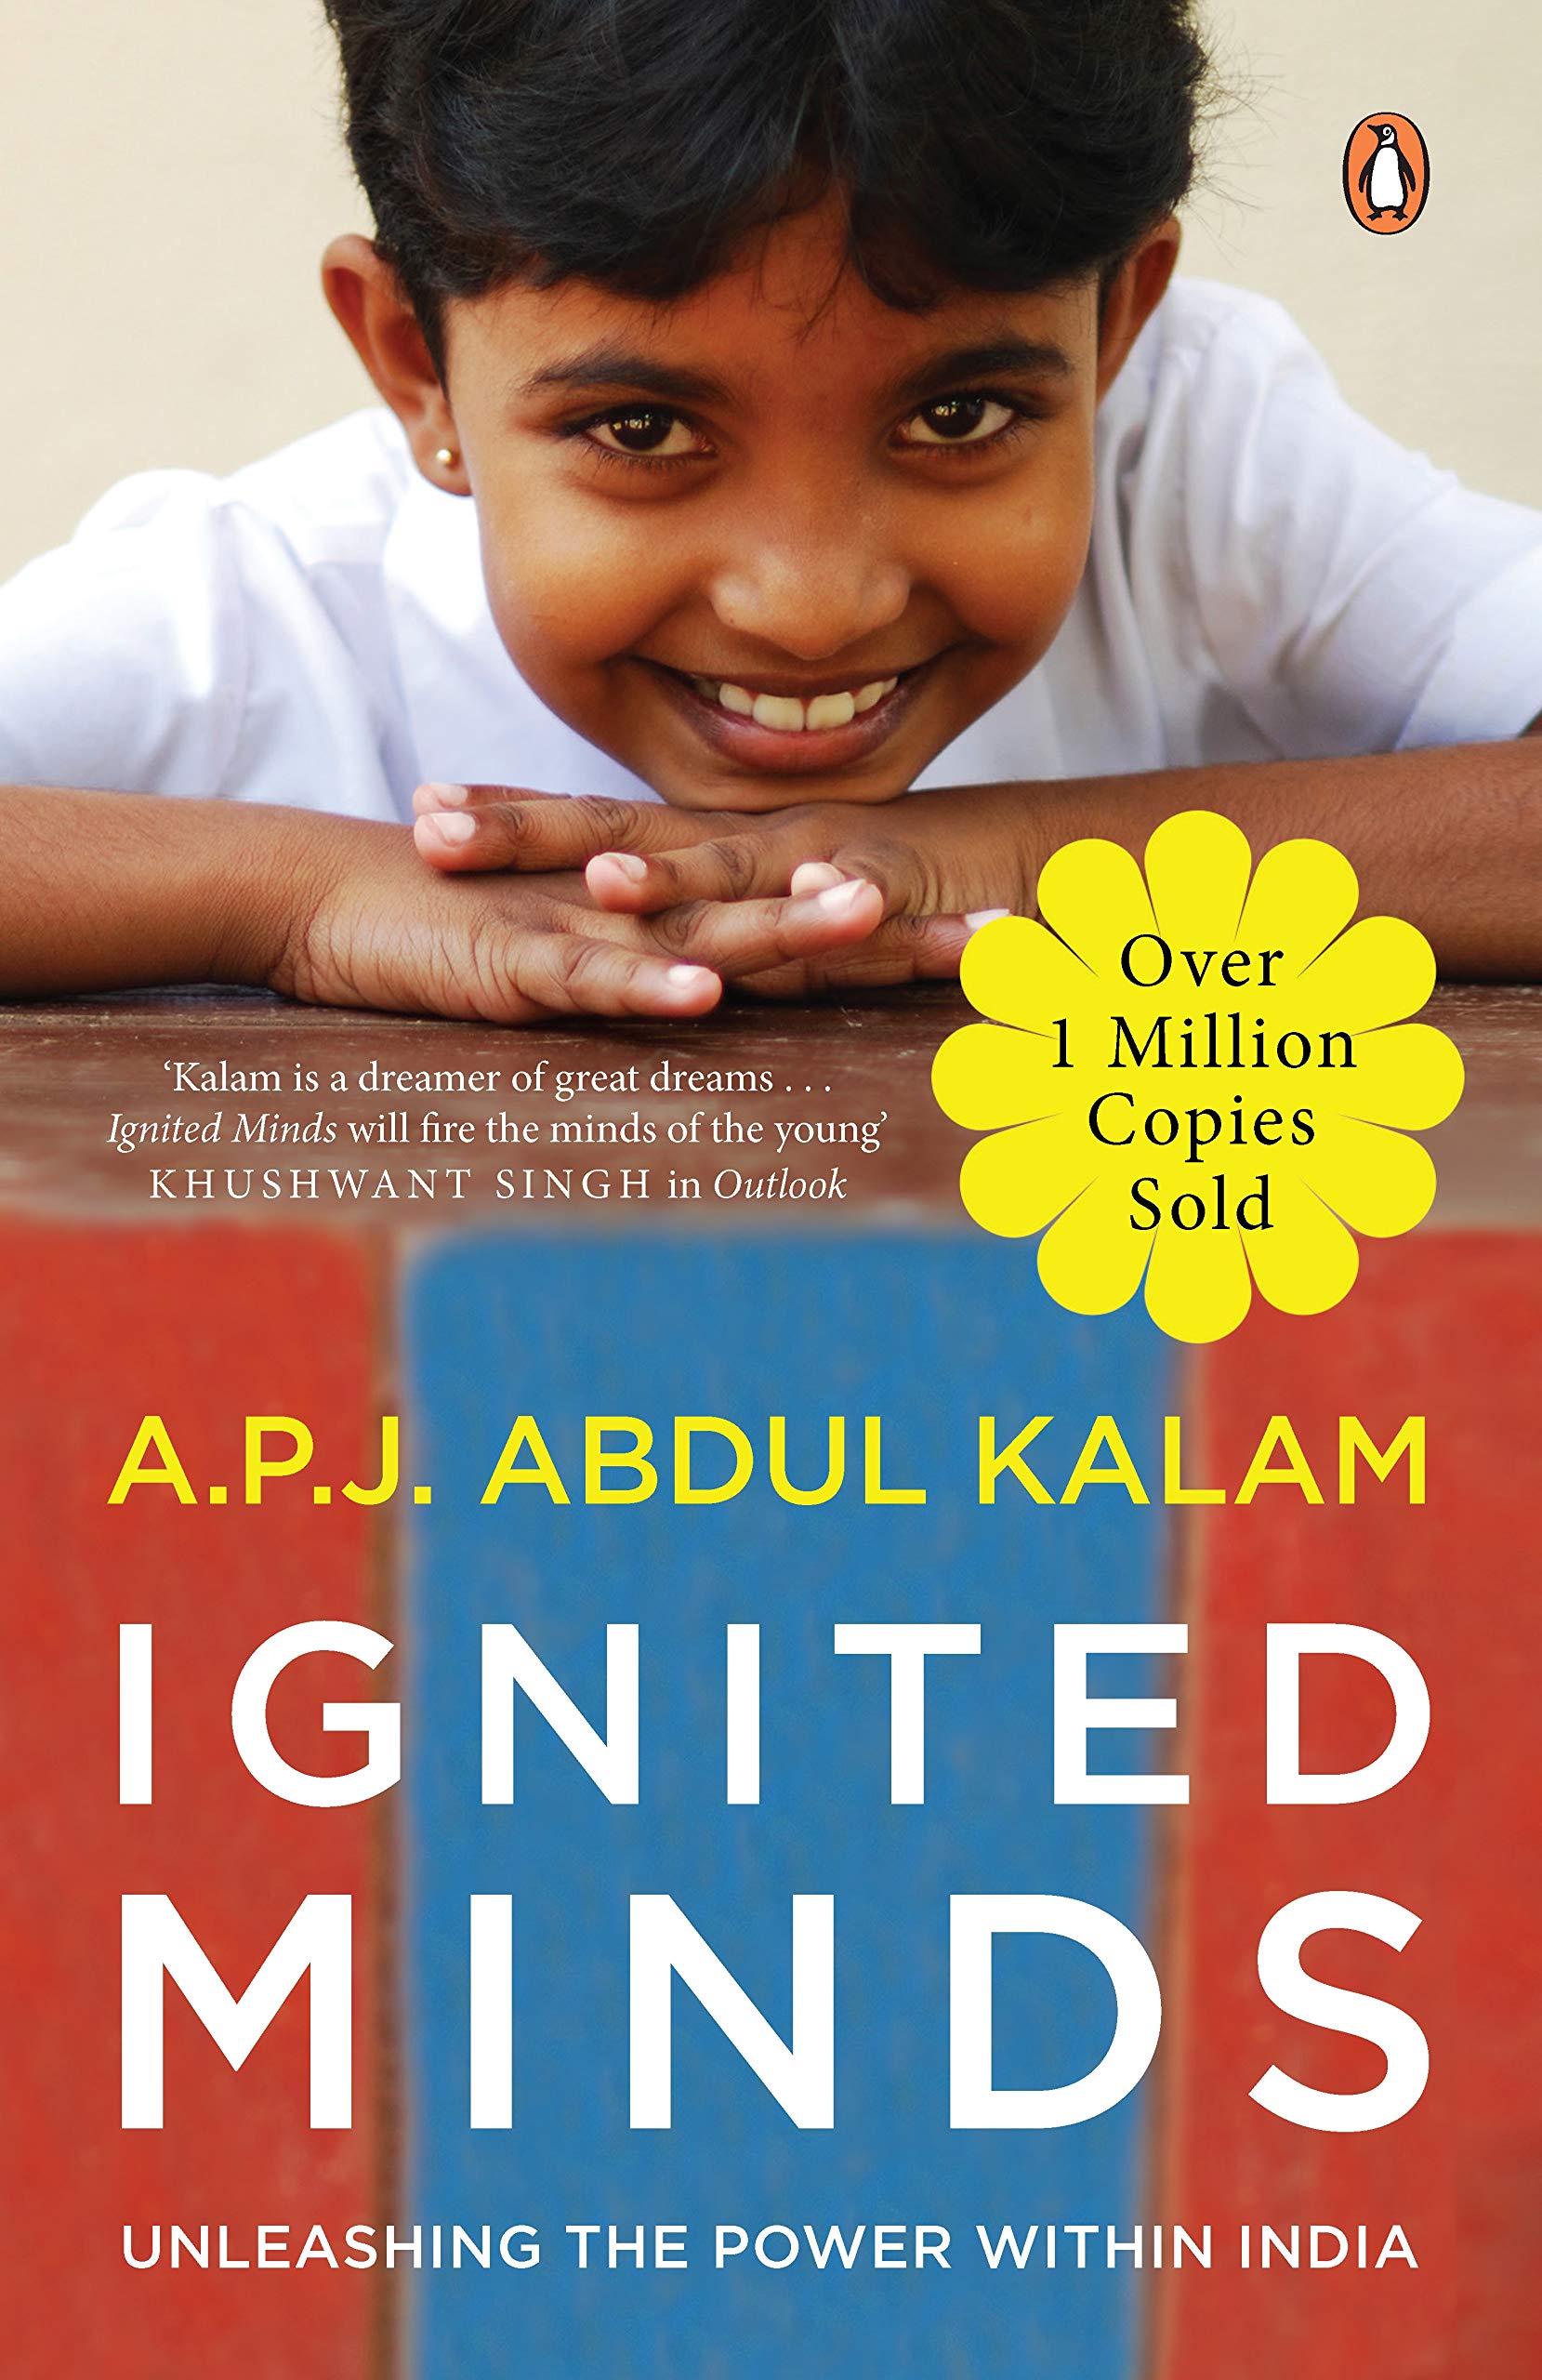 ‘Kalam is a dreamer of great dreams . . .
Ignited Minds will fire the minds of the young’
KHUSHWANT SINGH in Outlook
Over
1 Million
Copies
Sold
A.P.J. ABDUL KALAM
IGNITED
MINDS
UNLEASHING THE POWER WITHIN INDIA